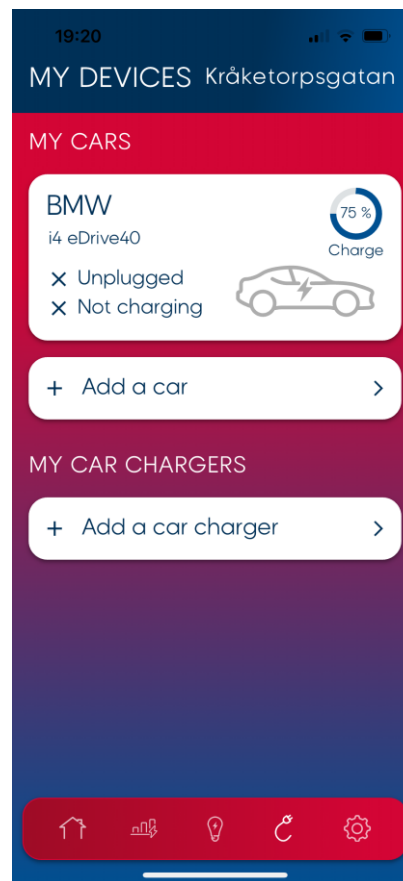 19:20
MY DEVICES Kråketorpsgatan
MY CARS
BMW
75 %
i4 eDrive40
Charge
Unplugged
Not charging
+ Add a car
MY CAR CHARGERS
+ Add a car charger